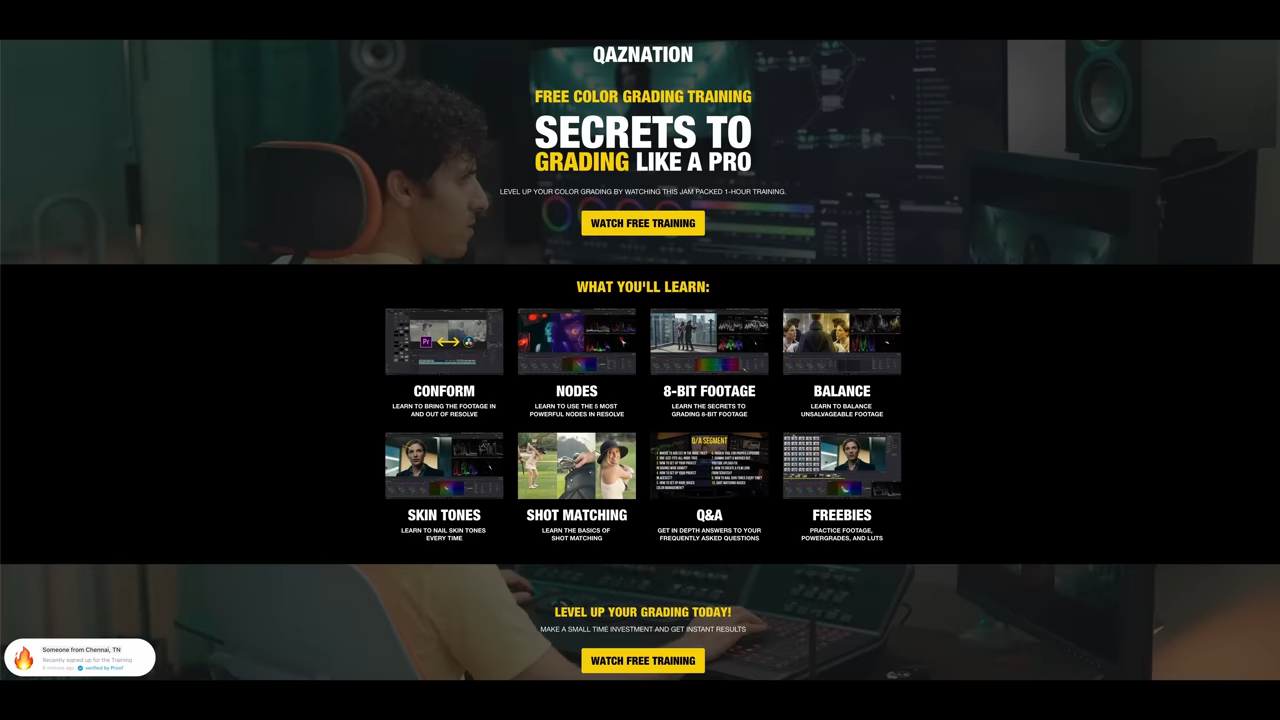 QAZNATION
FREE COLOR GRADING TRAINING
SECRETS TO
GRADING LIKE A PRO
LEVEL UP YOUR COLOR GRADING BY WATCHING THIS JAM PACKED 1-HOUR TRAINING.
WATCH FREE TRAINING
WHAT YOU'LL LEARN:
Pr
CONFORM
LEARN TO BRING THE FOOTAGE IN
AND OUT OF RESOLVE
NODES
LEARN TO USE THE 5 MOST
POWERFUL NODES IN RESOLVE
8-BIT FOOTAGE
LEARN THE SECRETS TO
GRADING 8-BIT FOOTAGE
BALANCE
LEARN TO BALANCE
UNSALVAGEABLE FOOTAGE
Q/A SEGMENT
SKIN TONES
LEARN TO NAIL SKIN TONES
EVERY TIME
SHOT MATCHING
LEARN THE BASICS OF
SHOT MATCHING
Q&A
GET IN DEPTH ANSWERS TO YOUR
FREQUENTLY ASKED QUESTIONS
FREEBIES
PRACTICE FOOTAGE,
POWERGRADES, AND LUTS
LEVEL UP YOUR GRADING TODAY!
MAKE A SMALL TIME INVESTMENT AND GET INSTANT RESULTS
WATCH FREE TRAINING
Someone from Chennai, TN
Recently signed up for the Training
minutes ago verified by Proof